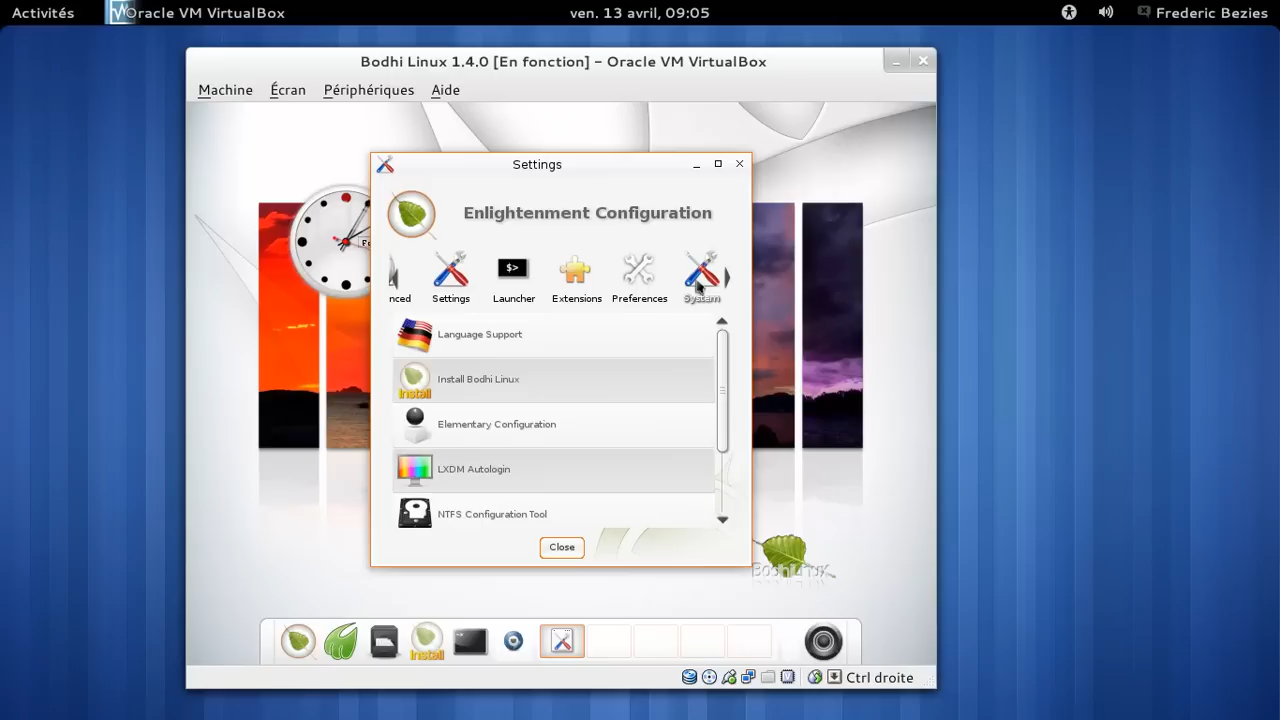 Activités
Oracle VM VirtualBox
ven. 13 avril, 09:05
Frederic Bezies
Bodhi Linux 1.4.0 [En fonction] – Oracle VM VirtualBox
Machine Écran Périphériques Aide
Settings
Enlightenment Configuration
nced Settings Launcher Extensions Preferences System
$>
Language Support
Install Bodhi Linux
Install
Elementary Configuration
LXDM Autologin
NTFS Configuration Tool
Close
BodhiLinux
Install
Ctrl droite